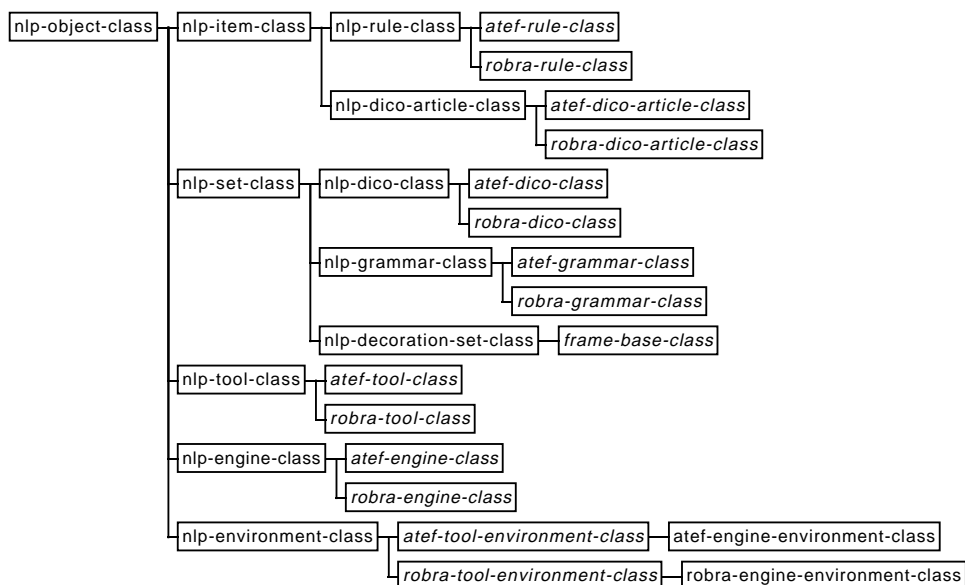 nlp-object-class nlp-item-class nlp-rule-class atef-rule-class
robra-rule-class
nlp-dico-article-class atef-dico-article-class
robra-dico-article-class
nlp-set-class nlp-dico-class atef-dico-class
robra-dico-class
nlp-grammar-class atef-grammar-class
robra-grammar-class
nlp-decoration-set-class frame-base-class
nlp-tool-class atef-tool-class
robra-tool-class
nlp-engine-class atef-engine-class
robra-engine-class
nlp-environment-class atef-tool-environment-class atef-engine-environment-class
robra-tool-environment-class robra-engine-environment-class